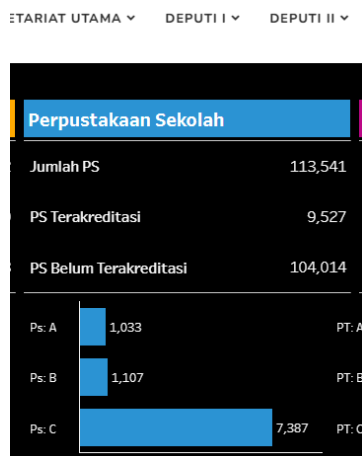 ETARIAT UTAMA DEPUTI I DEPUTI II
Perpustakaan Sekolah
Jumlah PS 113,541
PS Terakreditasi 9,527
PS Belum Terakreditasi 104,014
Ps: A 1,033 PT: A
Ps: B 1,107 PT: B
Ps: C 7,387 PT: C